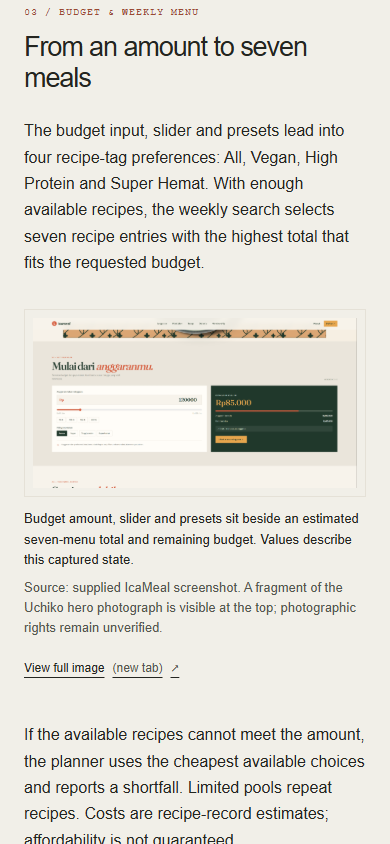 03 / BUDGET & WEEKLY MENU
From an amount to seven
meals
The budget input, slider and presets lead into
four recipe-tag preferences: All, Vegan, High
Protein and Super Hemat. With enough
available recipes, the weekly search selects
seven recipe entries with the highest total that
fits the requested budget.
Mulai dari anggaranmu.
Rp
120000
Rp85.000
Budget amount, slider and presets sit beside an estimated
seven-menu total and remaining budget. Values describe
this captured state.
Source: supplied IcaMeal screenshot. A fragment of the
Uchiko hero photograph is visible at the top; photographic
rights remain unverified.
View full image (new tab) ↗
If the available recipes cannot meet the amount,
the planner uses the cheapest available choices
and reports a shortfall. Limited pools repeat
recipes. Costs are recipe-record estimates;
affordability is not guaranteed.